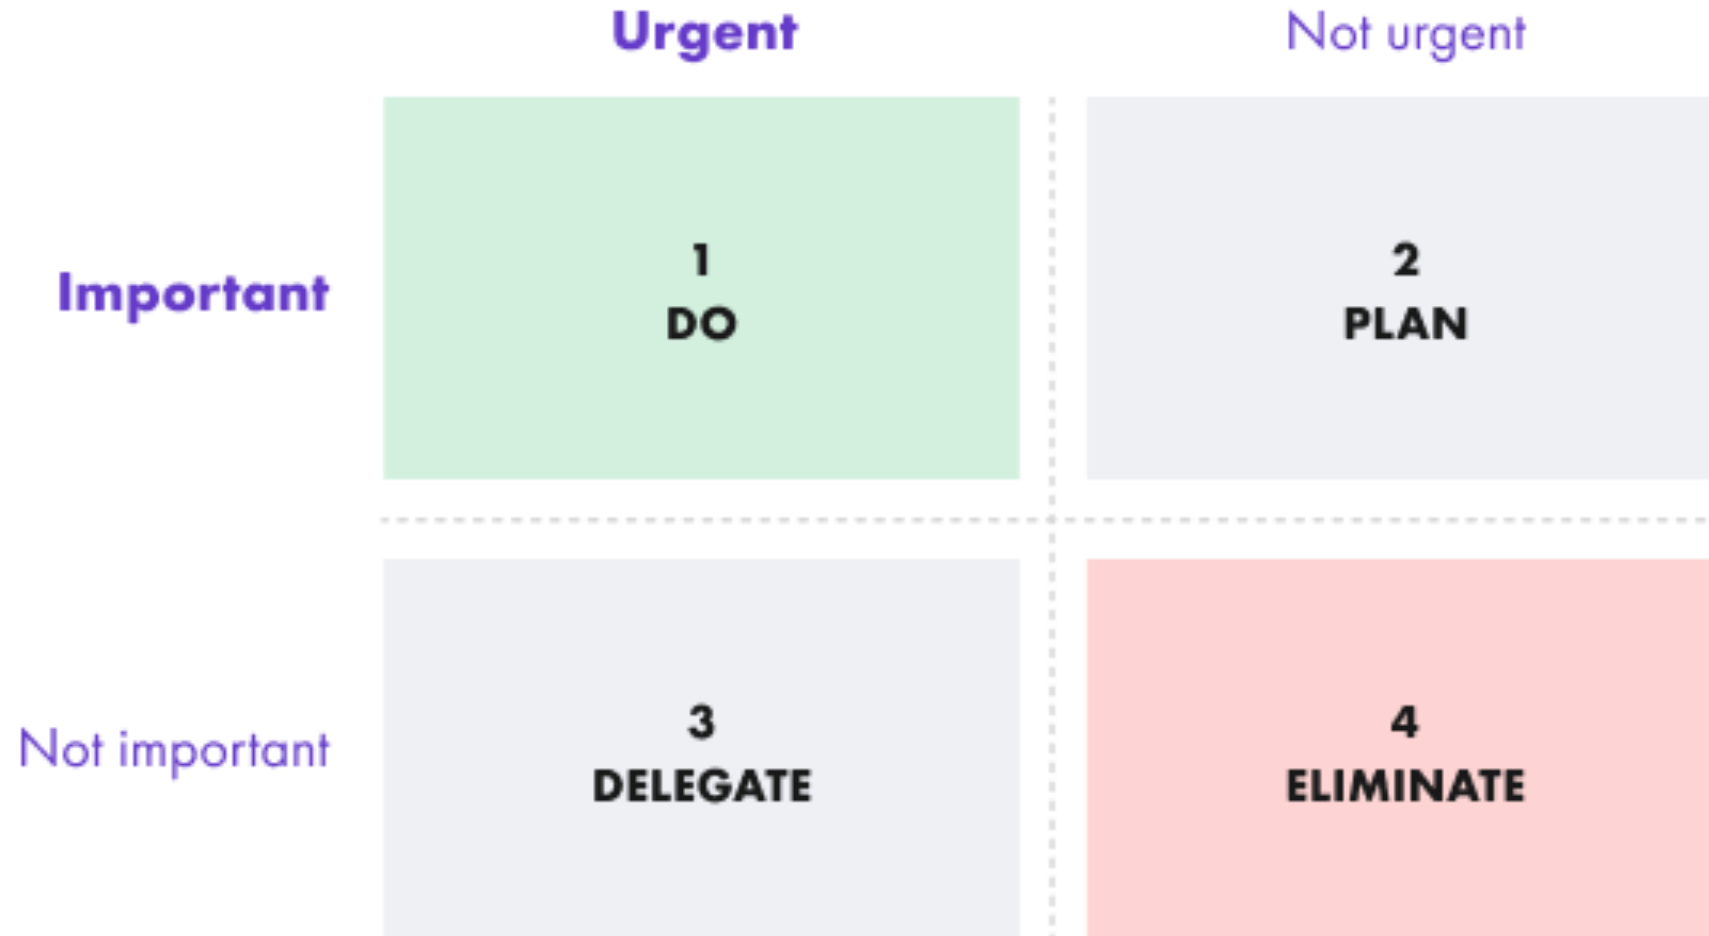 Urgent
Not urgent
Important
1
DO
2
PLAN
Not important
3
DELEGATE
4
ELIMINATE